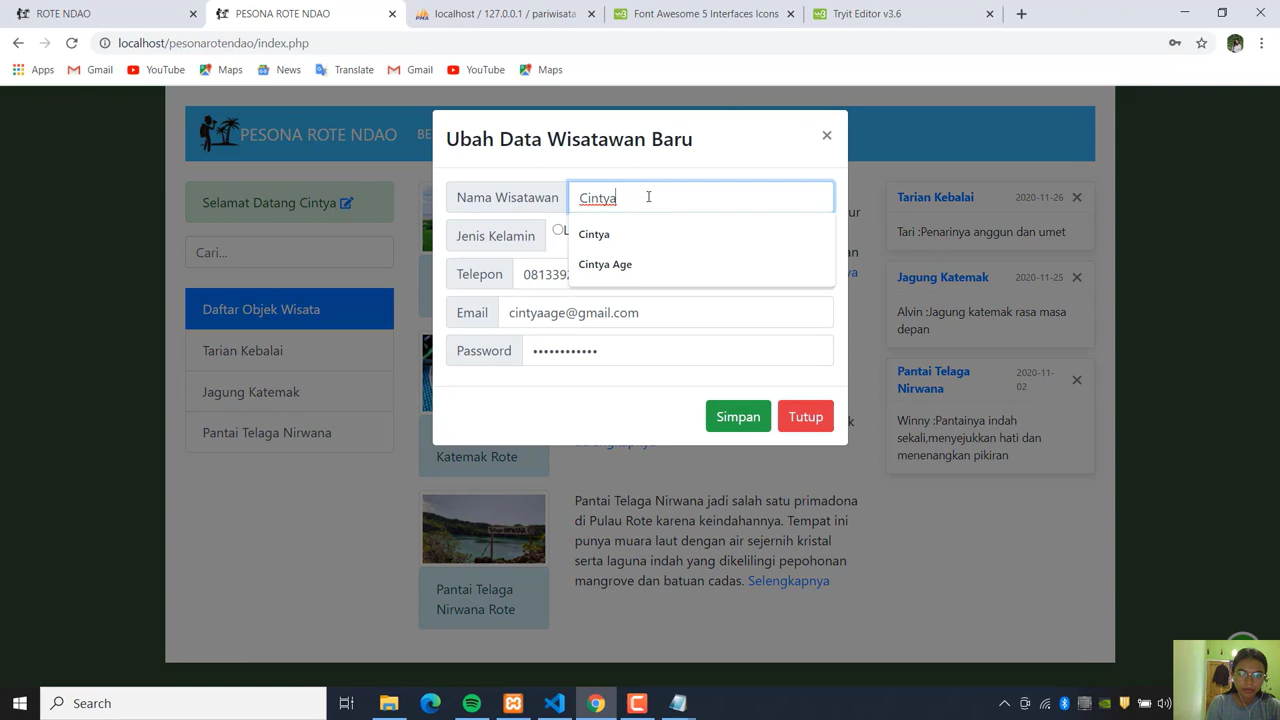 ROTE NDAO
PESONA ROTE NDAO
localhost / 127.0.0.1 / pariwisata
Font Awesome 5 Interfaces Icons
Tryit Editor v3.6
localhost/pesonarotendao/index.php
Apps
Gmail
YouTube
Maps
News
Translate
Gmail
YouTube
Maps
PESONA ROTE NDAO
BE
Selamat Datang Cintya
Cari...
Daftar Objek Wisata
Tarian Kebalai
Jagung Katemak
Pantai Telaga Nirwana
Ubah Data Wisatawan Baru
×
Nama Wisatawan
Cintya
Cintya
Cintya Age
Jenis Kelamin
L
Telepon
081339
Email
cintyaage@gmail.com
Password
Simpan
Tutup
ur
an
ya
k
Selengkapnya
Katemak Rote
Pantai Telaga
Nirwana Rote
Pantai Telaga Nirwana jadi salah satu primadona
di Pulau Rote karena keindahannya. Tempat ini
punya muara laut dengan air sejernih kristal
serta laguna indah yang dikelilingi pepohonan
mangrove dan batuan cadas. Selengkapnya
Tarian Kebalai
2020-11-26
Tari :Penarinya anggun dan umet
Jagung Katemak
2020-11-25
Alvin :Jagung katemak rasa masa
depan
Pantai Telaga
Nirwana
2020-11-
02
Winny :Pantainya indah
sekali,menyejukkan hati dan
menenangkan pikiran
Search